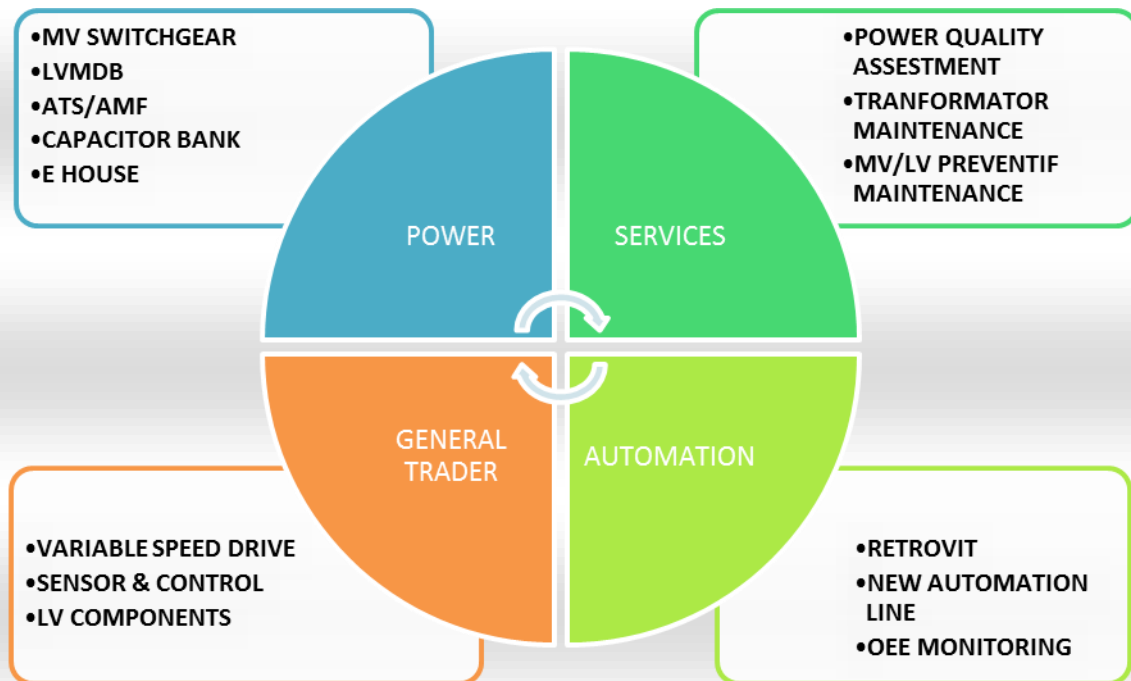 •MV SWITCHGEAR
•LVMDB
•ATS/AMF
•CAPACITOR BANK
•E HOUSE
•POWER QUALITY
ASSESTMENT
•TRANFORMATOR
MAINTENANCE
•MV/LV PREVENTIF
MAINTENANCE
POWER
SERVICES
GENERAL
TRADER
AUTOMATION
•VARIABLE SPEED DRIVE
•SENSOR & CONTROL
•LV COMPONENTS
•RETROVIT
•NEW AUTOMATION
LINE
•OEE MONITORING